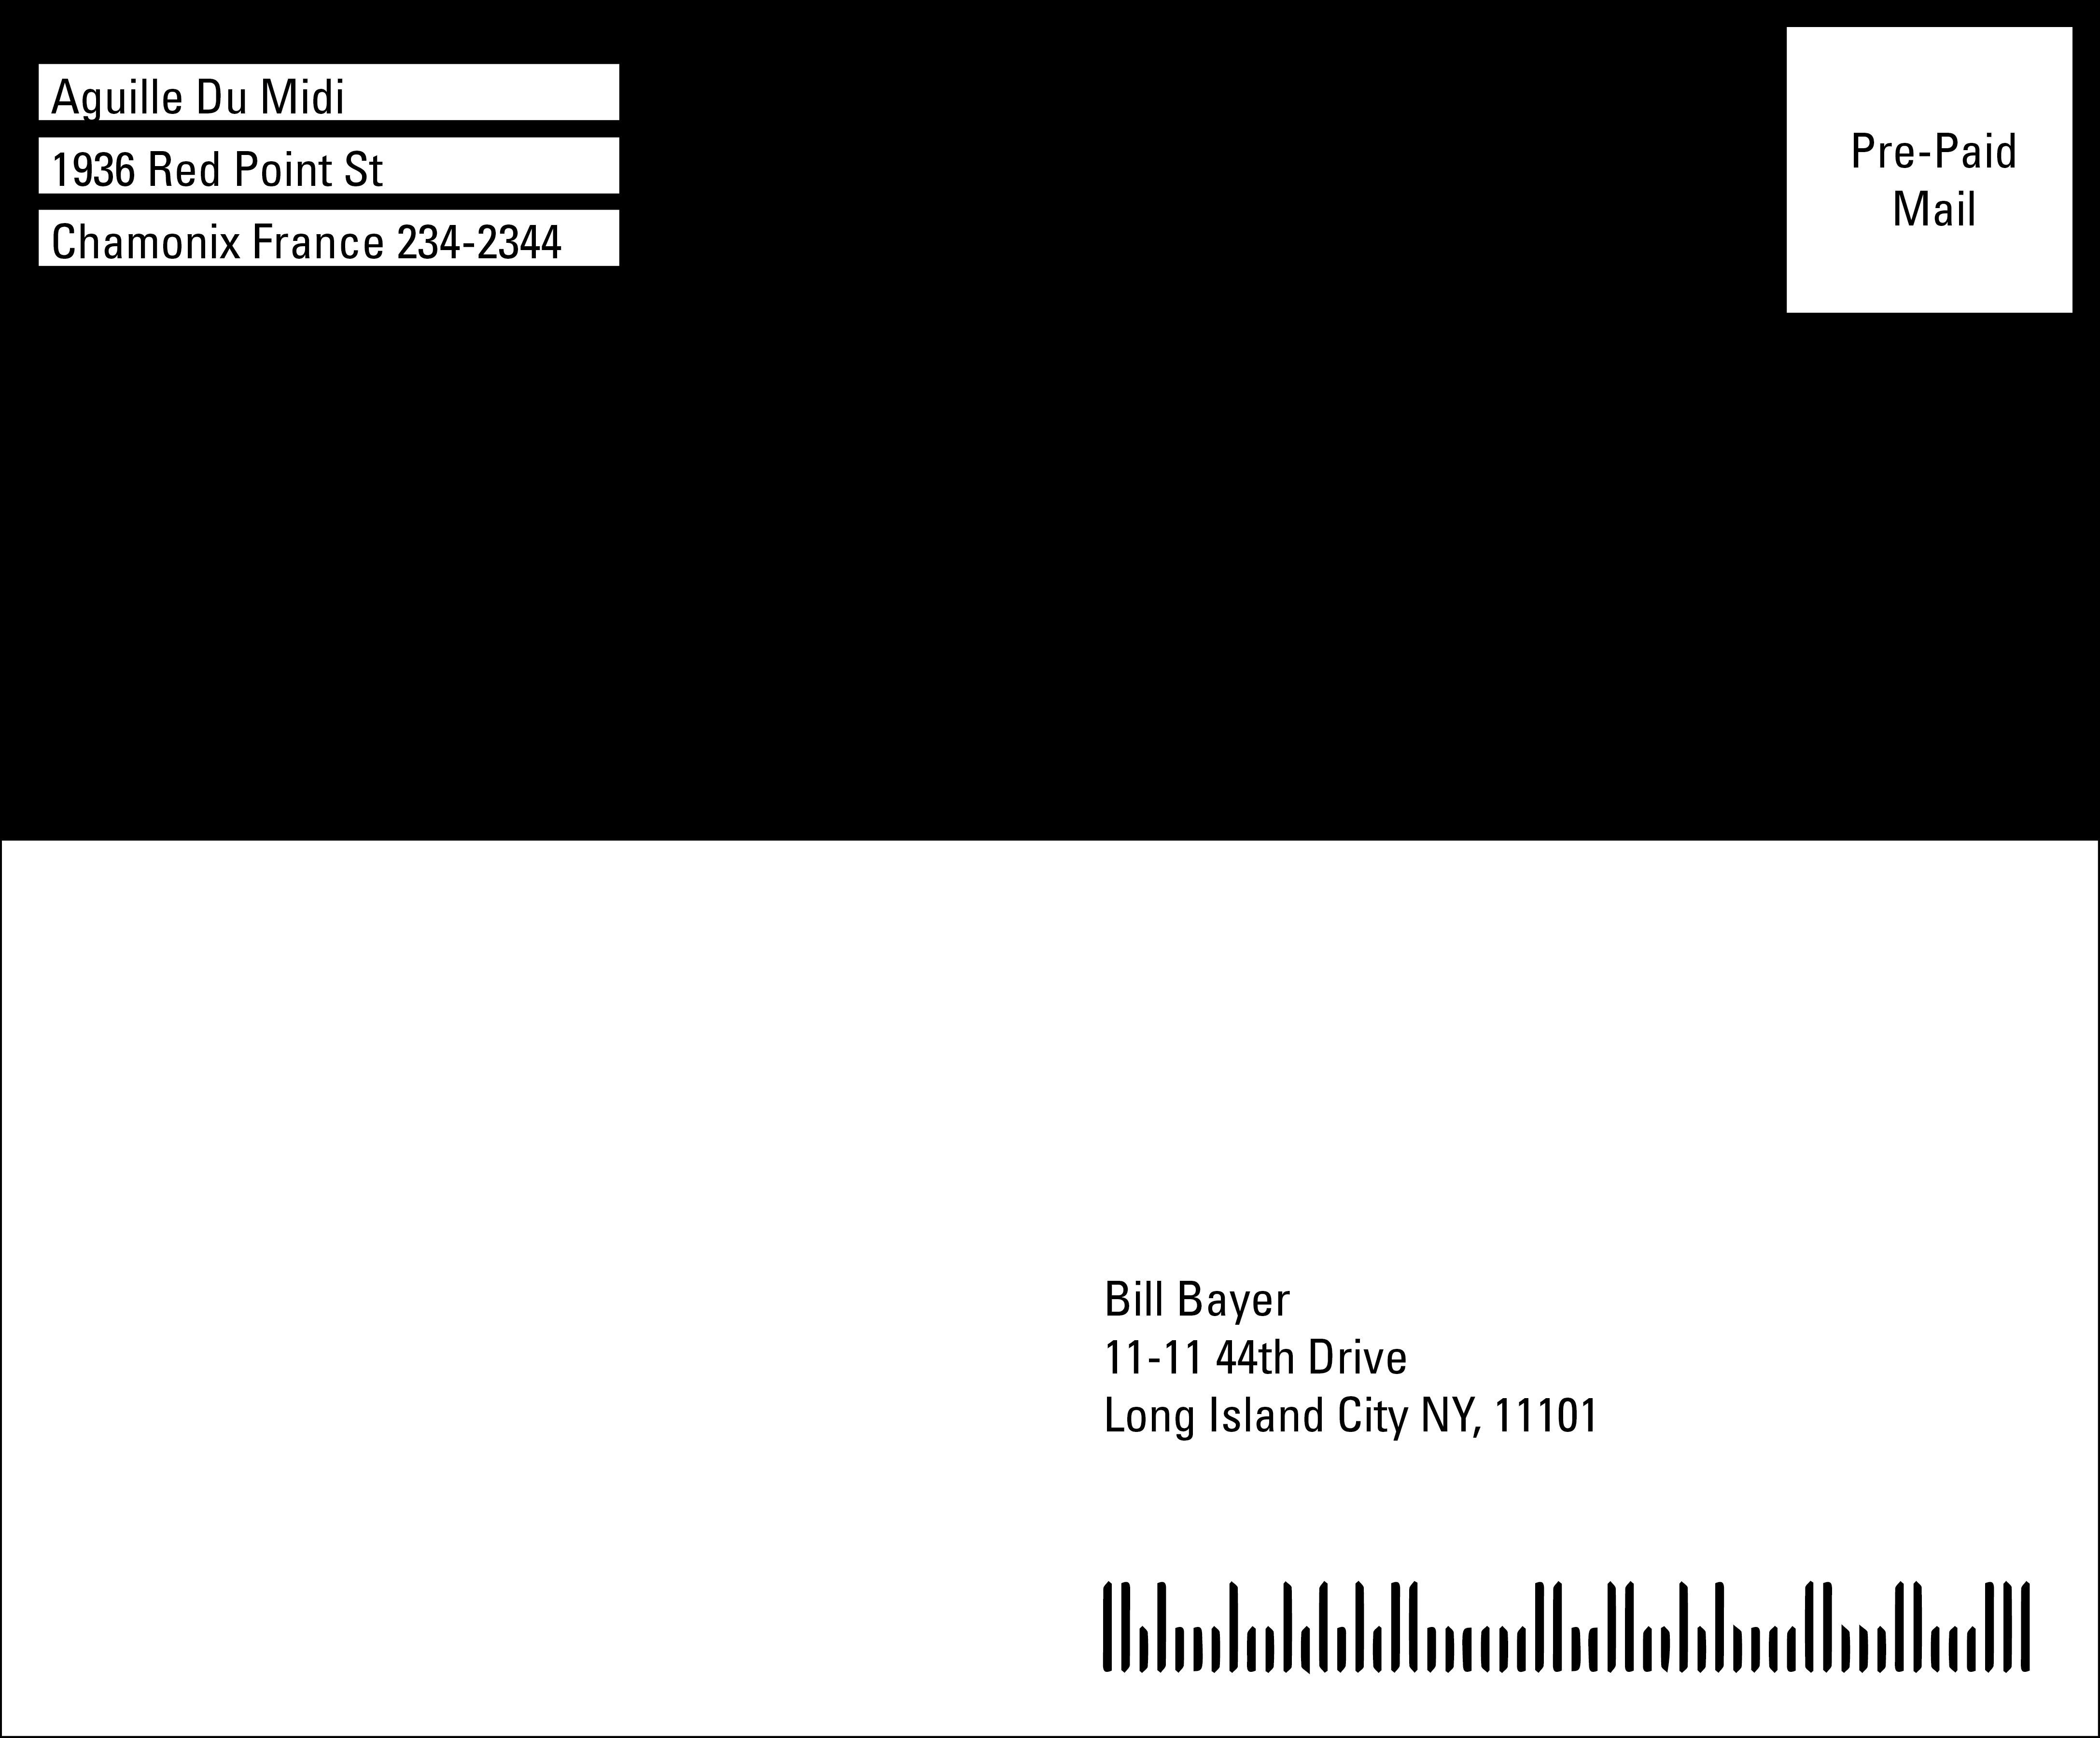 Aguille Du Midi
1936 Red Point St
Chamonix France 234-2344
Pre-Paid
Mail
Bill Bayer
11-11 44th Drive
Long Island City NY, 11101